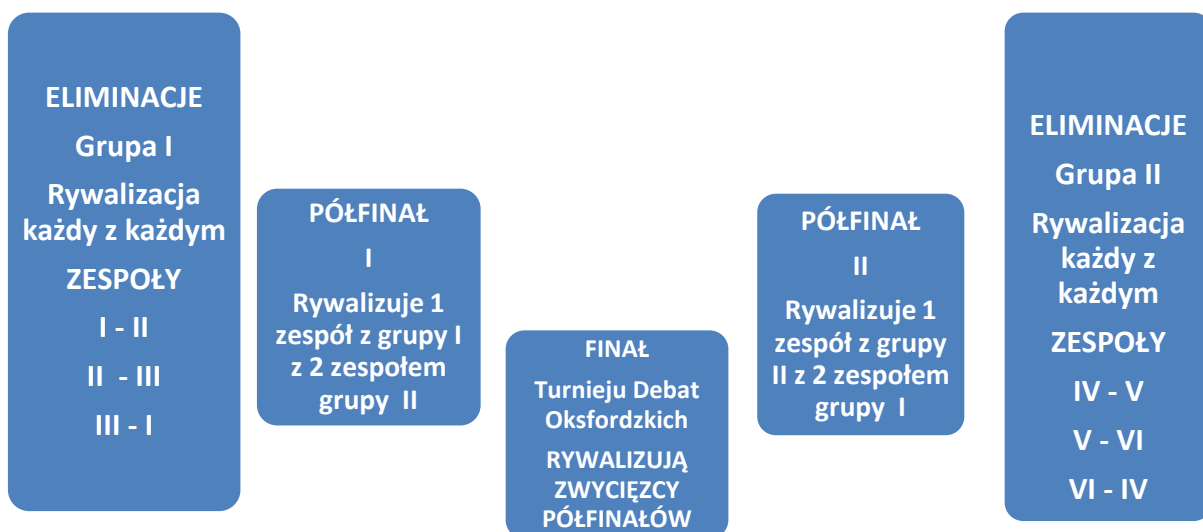 ELIMINACJE
Grupa I
Rywalizacja
każdy z każdym
ZESPOŁY
I - II
II - III
III - I
PÓŁFINAŁ
I
Rywalizuje 1
zespół z grupy I
z 2 zespołem
grupy II
FINAŁ
Turnieju Debat
Oksfordzkich
RYWALIZUJĄ
ZWYCIĘZCY
PÓŁFINAŁÓW
PÓŁFINAŁ
II
Rywalizuje 1
zespół z grupy
II z 2 zespołem
grupy I
ELIMINACJE
Grupa II
Rywalizacja
każdy z
każdym
ZESPOŁY
IV - V
V - VI
VI - IV